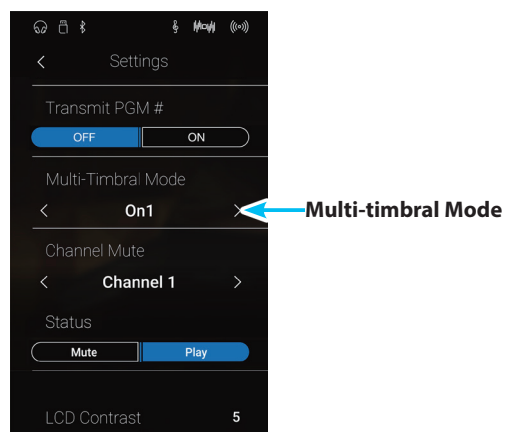 Settings
Transmit PGM #
OFF ON
Multi-Timbral Mode
On1
Multi-timbral Mode
Channel Mute
Channel 1
Status
Mute Play
LCD Contrast 5